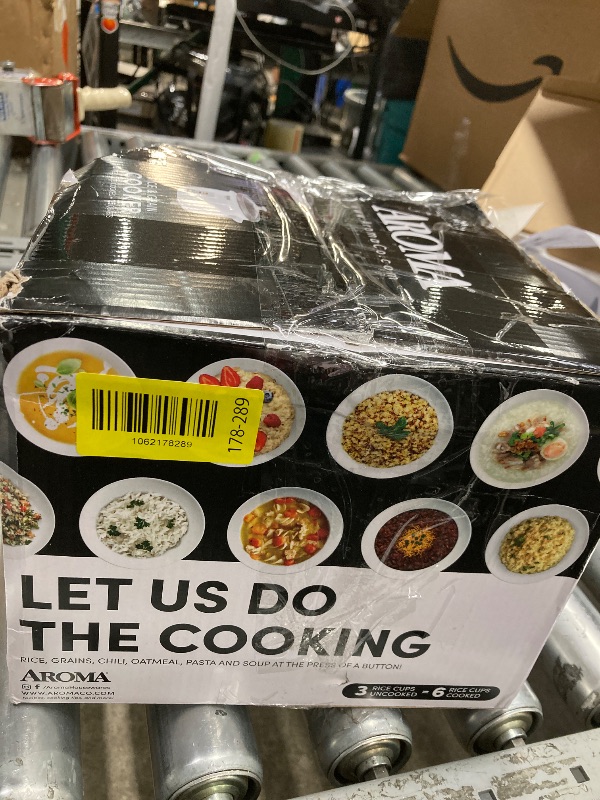 AROMA
1062178289
178-289
LET US DO
THE COOKING
RICE, GRAINS, CHILI, OATMEAL, PASTA AND SOUP AT THE PRESS OF A BUTTON!
AROMA
/AromaHousewares
WWW.AROMACO.COM
3 RICE CUPS UNCOOKED - 6 RICE CUPS COOKED